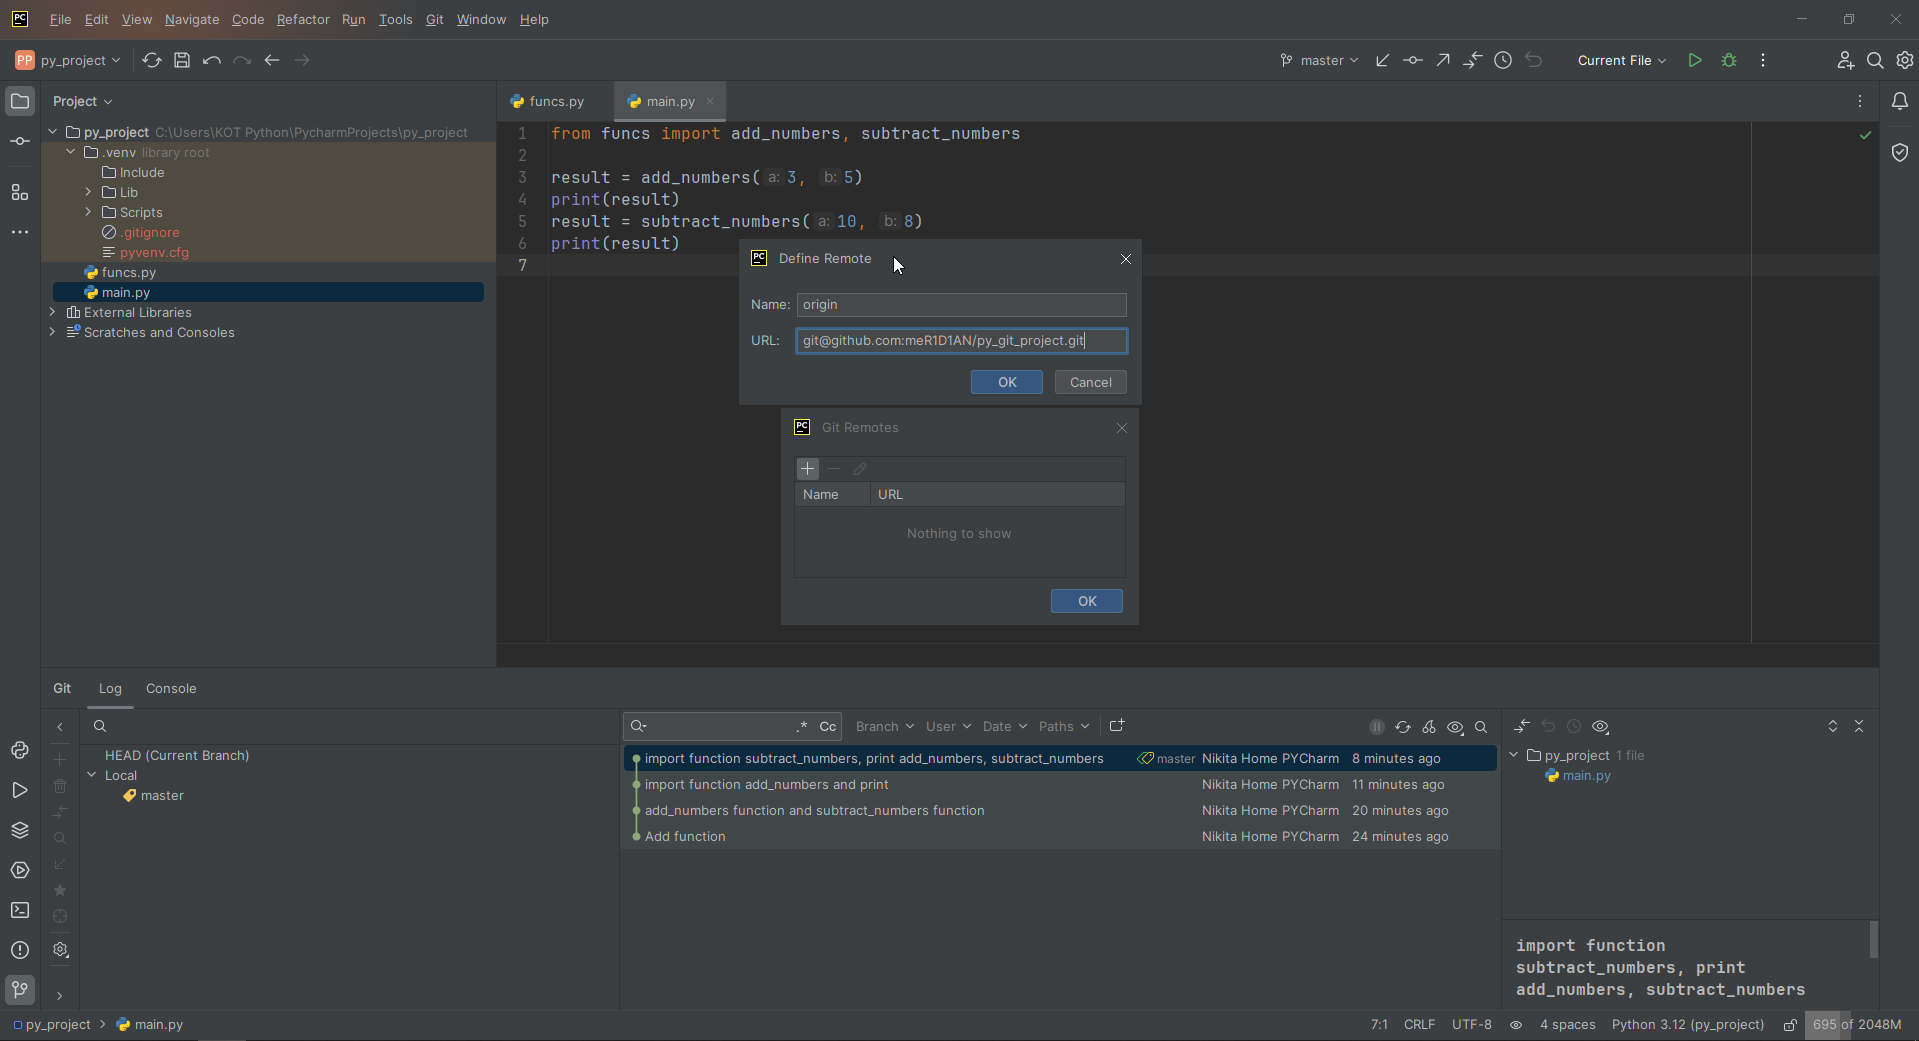 PC File Edit View Navigate Code Refactor Run Tools Git Window Help
PP py_project master Current File
Project
funcs.py main.py
py_project C:\Users\KOT Python\PycharmProjects\py_project
.venv library root
Include
Lib
Scripts
.gitignore
pyvenv.cfg
funcs.py
main.py
External Libraries
Scratches and Consoles
1 from funcs import add_numbers, subtract_numbers
2
3 result = add_numbers( a: 3, b: 5)
4 print(result)
5 result = subtract_numbers( a: 10, b: 8)
6 print(result)
7
PC Define Remote
Name: origin
URL: git@github.com:meR1D1AN/py_git_project.git
OK Cancel
PC Git Remotes
Name URL
Nothing to show
OK
Git Log Console
HEAD (Current Branch)
Local
master
.* Cc Branch User Date Paths
import function subtract_numbers, print add_numbers, subtract_numbers master Nikita Home PYCharm 8 minutes ago
import function add_numbers and print Nikita Home PYCharm 11 minutes ago
add_numbers function and subtract_numbers function Nikita Home PYCharm 20 minutes ago
Add function Nikita Home PYCharm 24 minutes ago
py_project 1 file
main.py
import function
subtract_numbers, print
add_numbers, subtract_numbers
py_project main.py 7:1 CRLF UTF-8 4 spaces Python 3.12 (py_project) 695 of 2048M